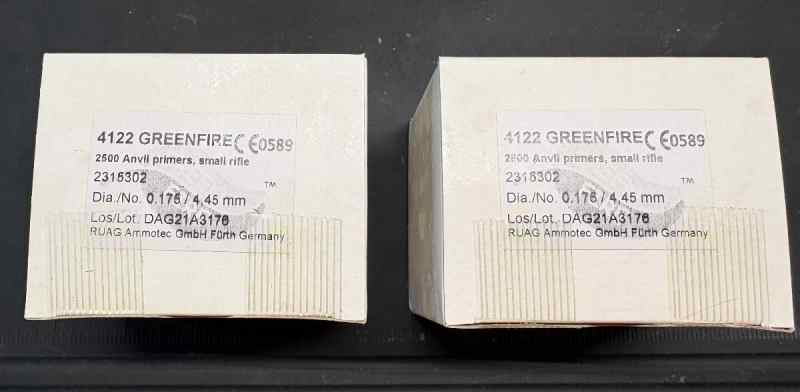 4122 GREENFIRE CE0589
2500 Anvil primers, small rifle
2316302
™
Dia./No. 0.175 / 4,45 mm
Los/Lot. DAG21A3176
RUAG Ammotec GmbH Fürth Germany
4122 GREENFIRE CE0589
2500 Anvil primers, small rifle
2316302
™
Dia./No. 0.175 / 4,45 mm
Los/Lot. DAG21A3176
RUAG Ammotec GmbH Fürth Germany